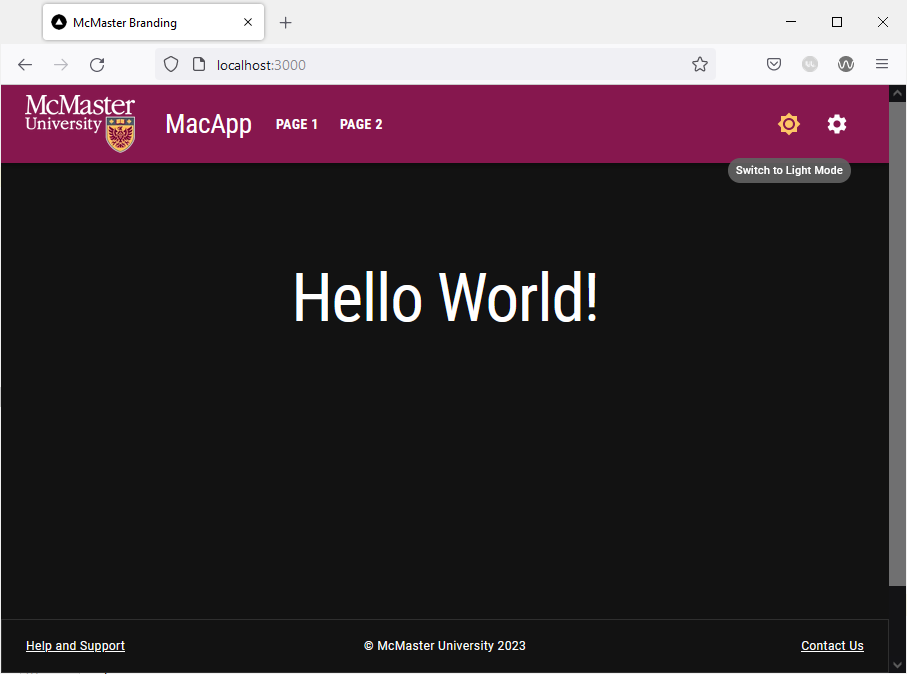 McMaster Branding
localhost:3000
McMaster
University
MacApp
PAGE 1
PAGE 2
Switch to Light Mode
Hello World!
Help and Support
© McMaster University 2023
Contact Us